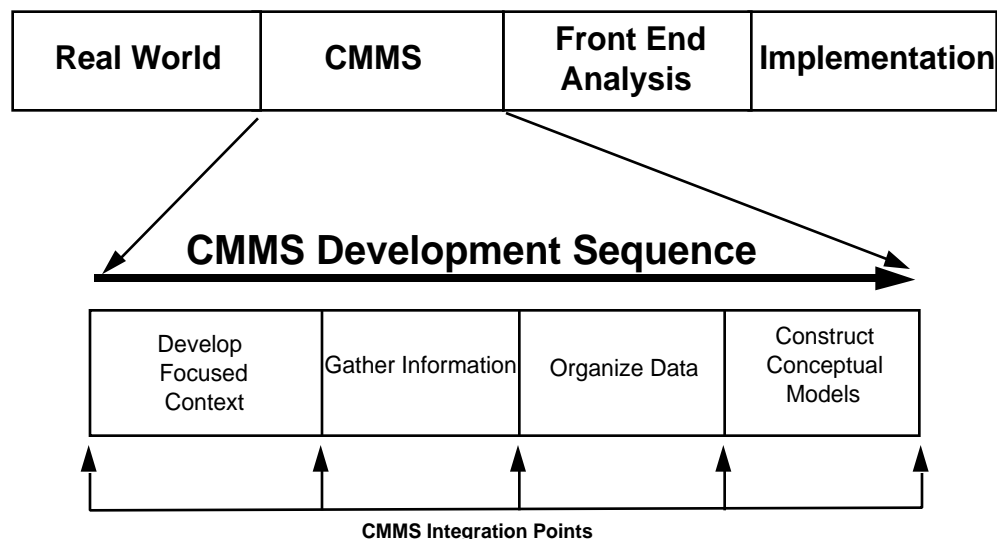 Real World
CMMS
Front End
Analysis
Implementation
CMMS Development Sequence
Develop
Focused
Context
Gather Information
Organize Data
Construct
Conceptual
Models
CMMS Integration Points